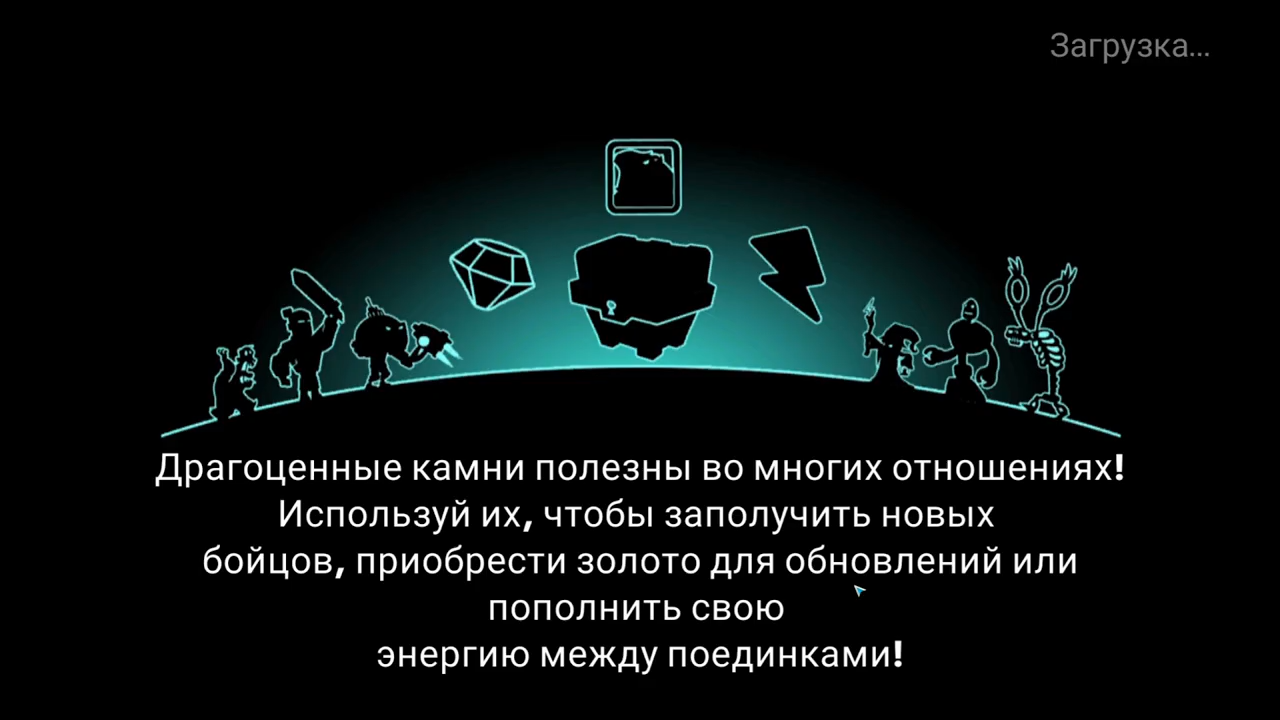 Загрузка...
Драгоценные камни полезны во многих отношениях!
Используй их, чтобы заполучить новых
бойцов, приобрести золото для обновлений или
пополнить свою
энергию между поединками!